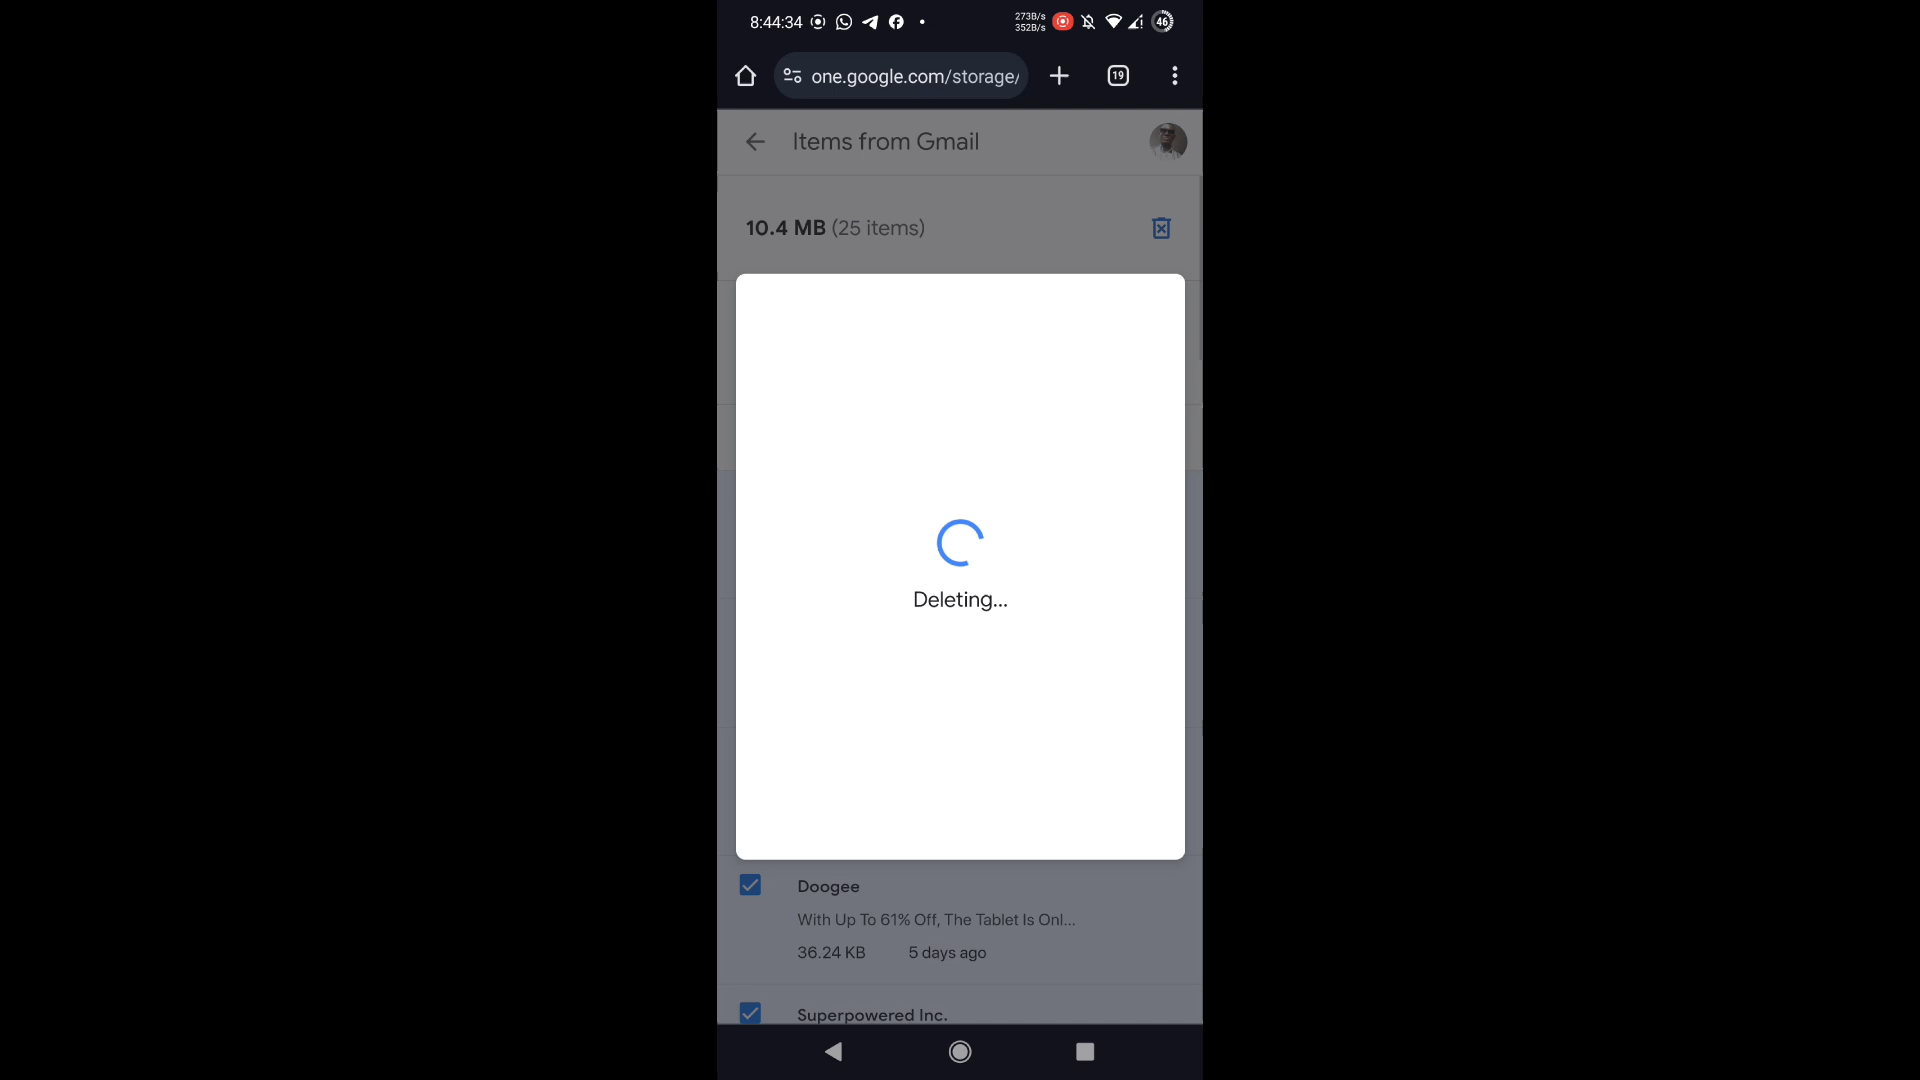 8:44:34
273B/s
352B/s
46
one.google.com/storage/
19
Items from Gmail
10.4 MB (25 items)
Deleting...
Doogee
With Up To 61% Off, The Tablet Is Onl...
36.24 KB 5 days ago
Superpowered Inc.